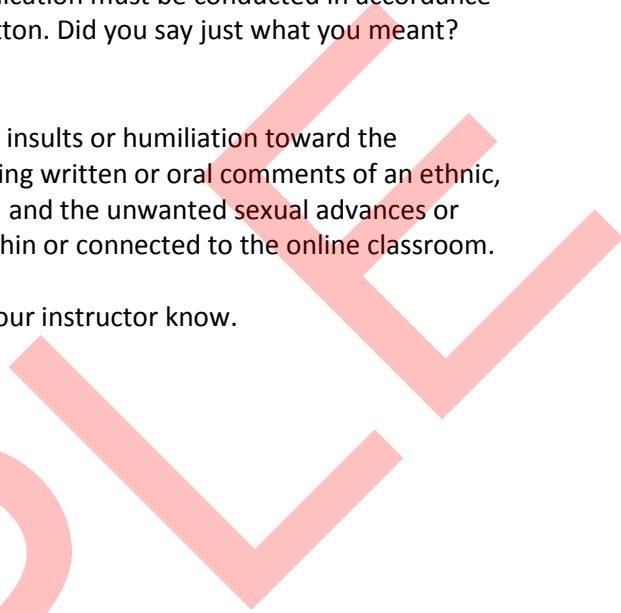 ication must be conducted in accordance
tton. Did you say just what you meant?
insults or humiliation toward the
ing written or oral comments of an ethnic,
and the unwanted sexual advances or
hin or connected to the online classroom.
our instructor know.
PLE